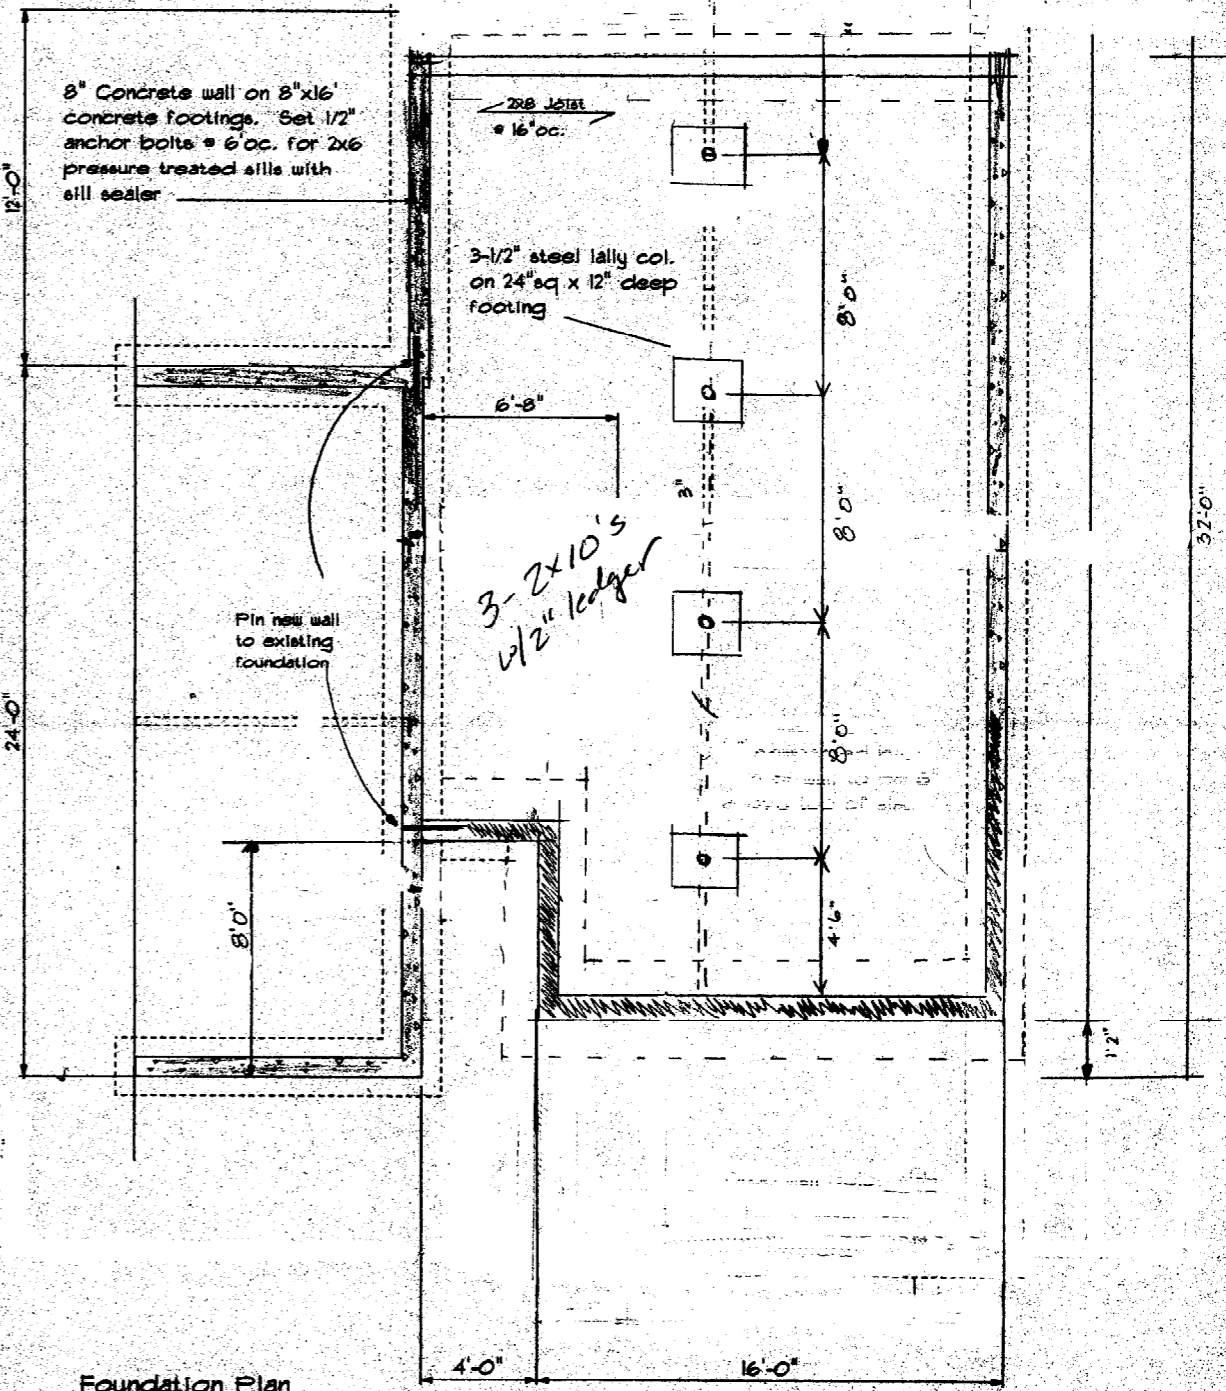 8" Concrete wall on 8"x16'
concrete footings. Set 1/2"
anchor bolts @ 6'oc. for 2x6
pressure treated sills with
sill sealer
2x8 Joist
@ 16"oc.
12'-0"
3-1/2" steel lally col.
on 24"sq x 12" deep
footing
8'0"
6'-8"
3"
8'0"
32'-0"
3-2x10's
w/2" ledger
Pin new wall
to existing
foundation
24'-0"
8'0"
8'0"
4'6"
1'2"
4'-0"
16'-0"
Foundation Plan